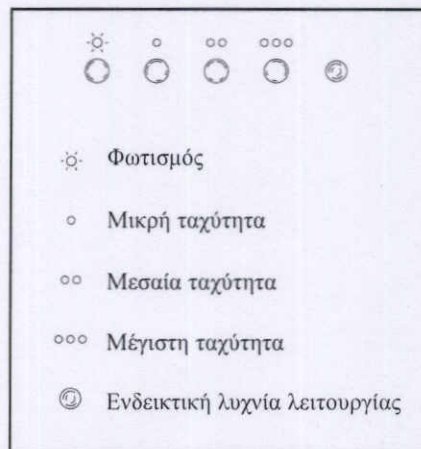 Φωτισμός
Μικρή ταχύτητα
Μεσαία ταχύτητα
Μέγιστη ταχύτητα
Ενδεικτική λυχνία λειτουργίας